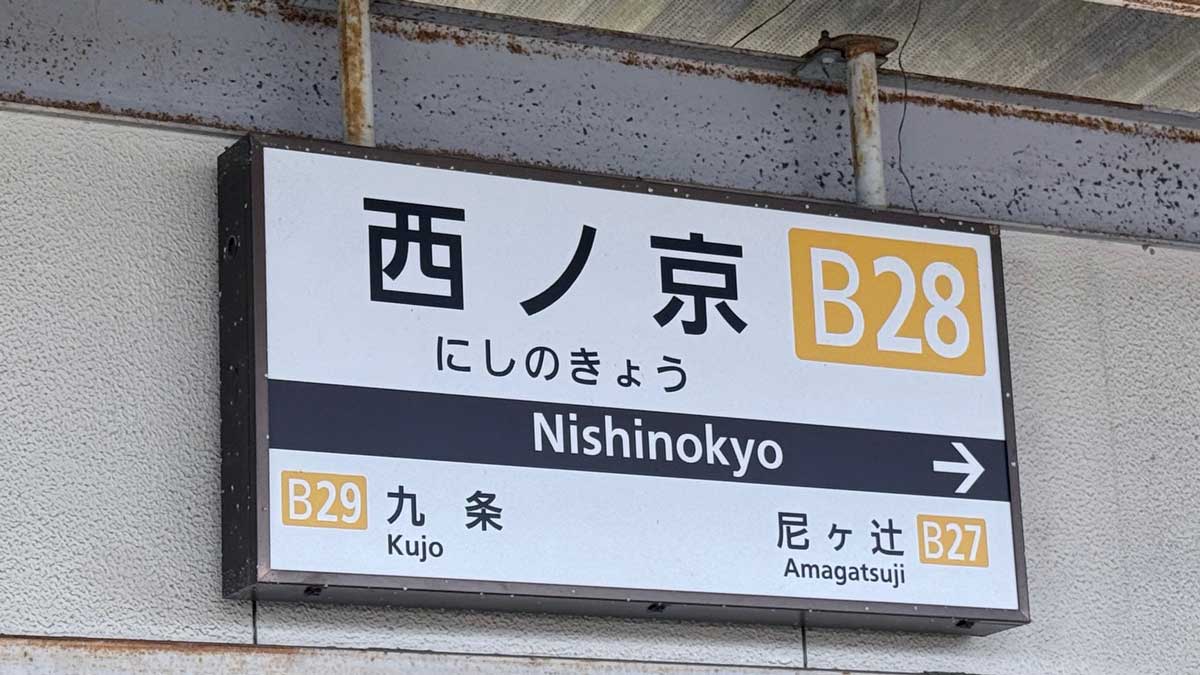 西ノ京 B28
にしのきょう
Nishinokyo →
B29 九条 尼ヶ辻 B27
Kujo Amagatsuji